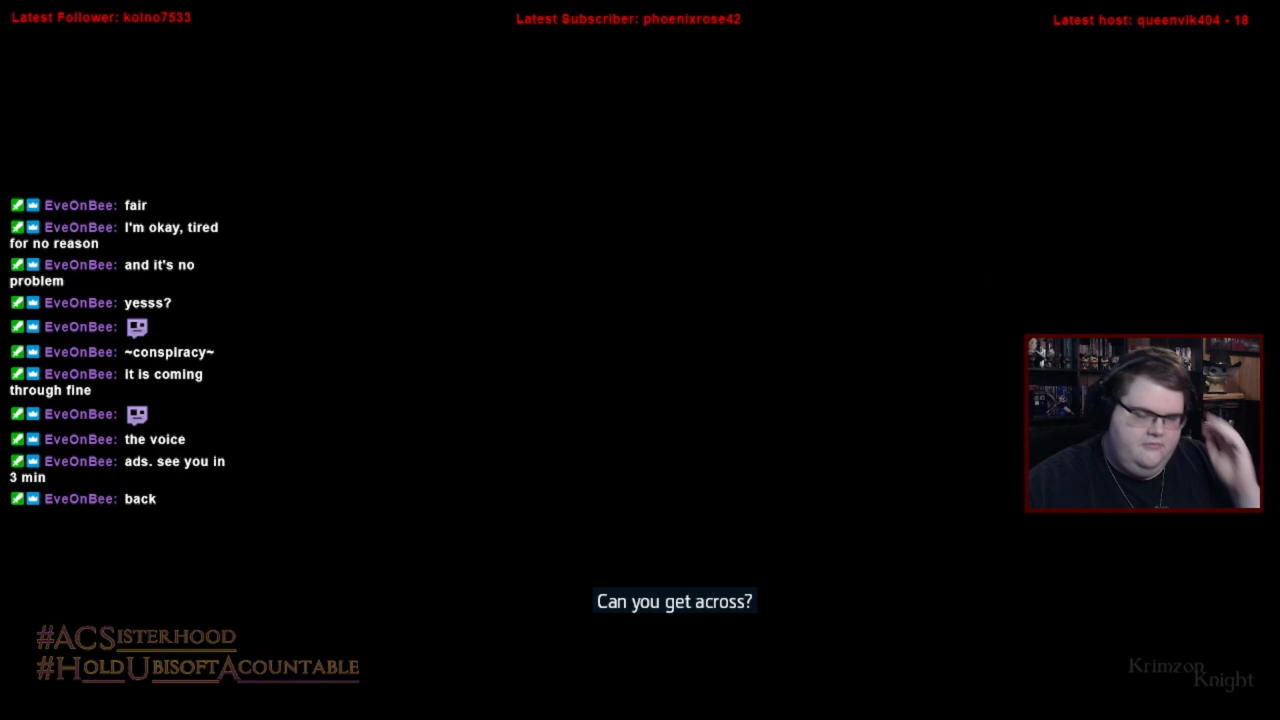 Latest Follower: kolno7533
Latest Subscriber: phoenixrose42
Latest host: queenvik404 - 18
EveOnBee: fair
EveOnBee: I'm okay, tired
for no reason
EveOnBee: and it's no
problem
EveOnBee: yesss?
EveOnBee:
EveOnBee: ~conspiracy~
EveOnBee: It is coming
through fine
EveOnBee:
EveOnBee: the voice
EveOnBee: ads. see you in
3 min
EveOnBee: back
Can you get across?
#ACSisterhood
#HoldUbisoftAcountable
Krimzon
Knight